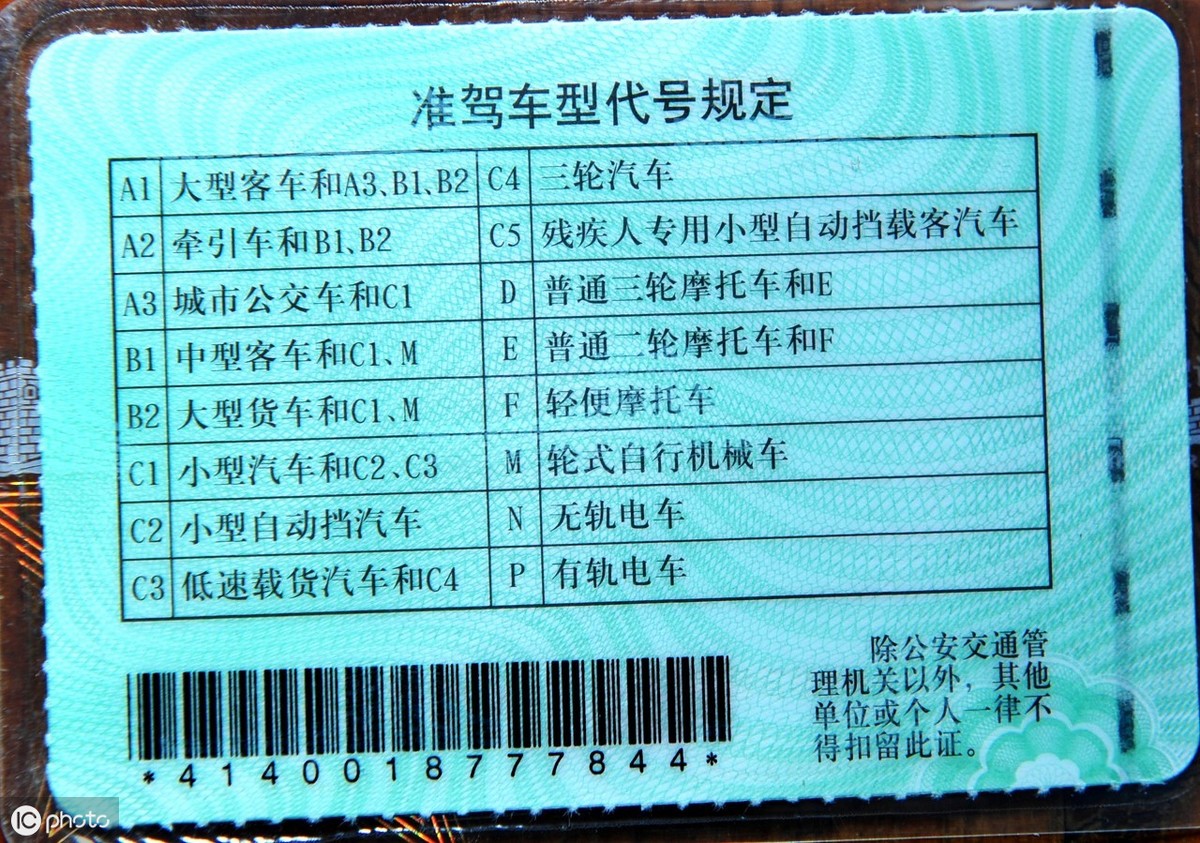 准驾车型代号规定
A1 大型客车和A3、B1、B2 C4 三轮汽车
A2 牵引车和B1、B2 C5 残疾人专用小型自动挡载客汽车
A3 城市公交车和C1 D 普通三轮摩托车和E
B1 中型客车和C1、M E 普通二轮摩托车和F
B2 大型货车和C1、M F 轻便摩托车
C1 小型汽车和C2、C3 M 轮式自行机械车
C2 小型自动挡汽车 N 无轨电车
C3 低速载货汽车和C4 P 有轨电车
除公安交通管
理机关以外，其他
单位或个人一律不
得扣留此证。
*4140018777844*
IC photo